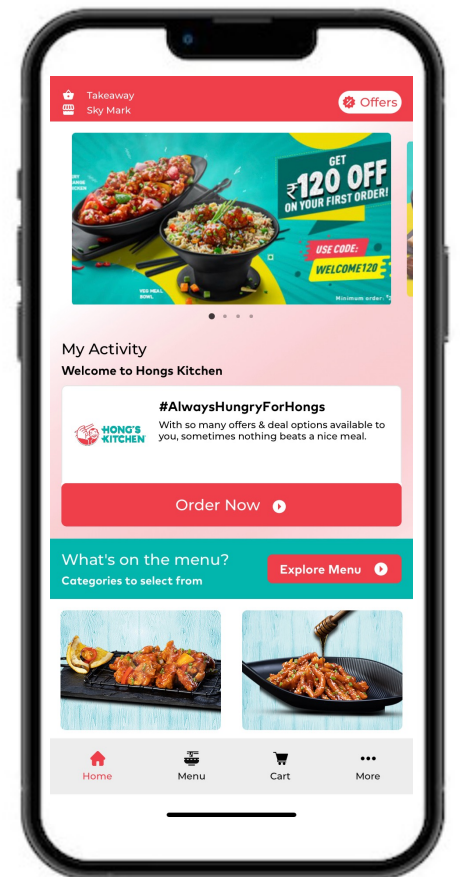 Takeaway
Sky Mark
Offers
GET
₹120 OFF
ON YOUR FIRST ORDER!
USE CODE:
WELCOME120
VEG MEAL
BOWL
Minimum order.
My Activity
Welcome to Hongs Kitchen
#AlwaysHungryForHongs
HONG'S
KITCHEN
With so many offers & deal options available to
you, sometimes nothing beats a nice meal.
Order Now
What's on the menu?
Explore Menu
Categories to select from
Home
Menu
Cart
More